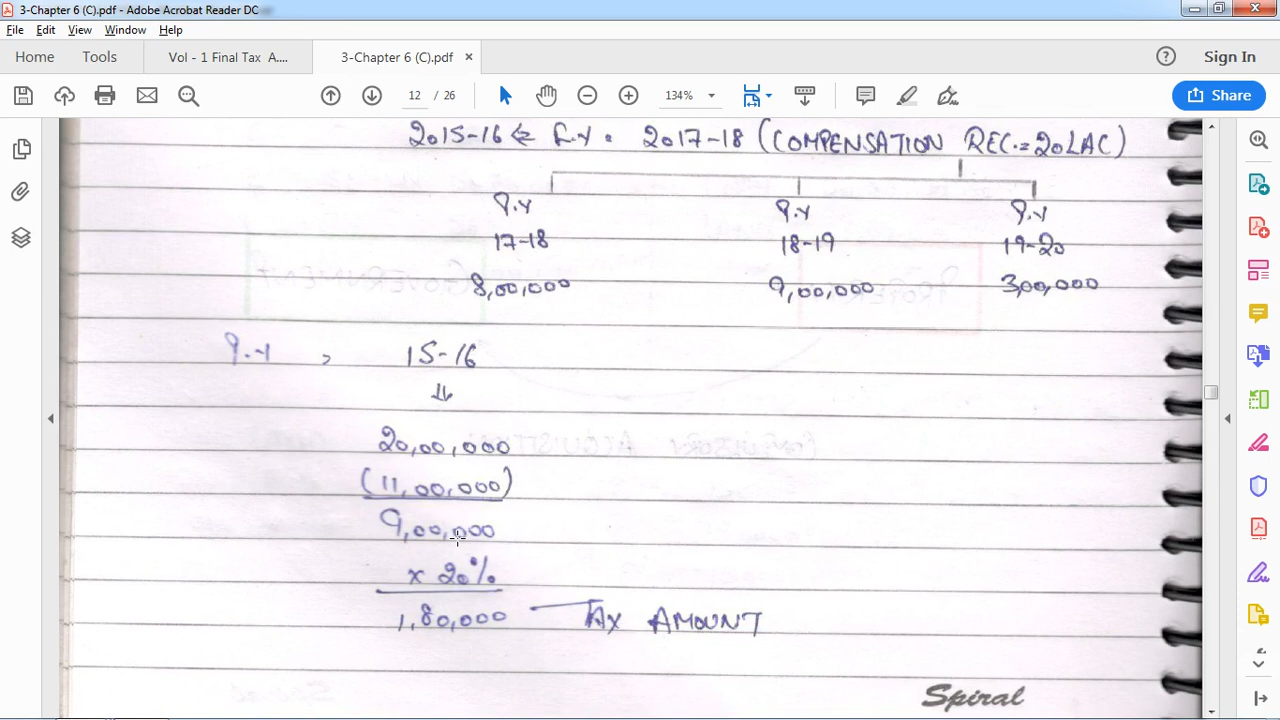 3-Chapter 6 (C).pdf - Adobe Acrobat Reader DC
File Edit View Window Help
Home Tools Vol - 1 Final Tax A.... 3-Chapter 6 (C).pdf × Sign In
12 / 26 134% Share
2015-16 ⇐ F.Y. 2017-18 (COMPENSATION REC.=20LAC)
P.Y P.Y P.Y
17-18 18-19 19-20
8,00,000 9,00,000 3,00,000
P.Y > 15-16
⇓
20,00,000
(11,00,000)
9,00,000
x 20%
1,80,000 — TAX AMOUNT
Spiral